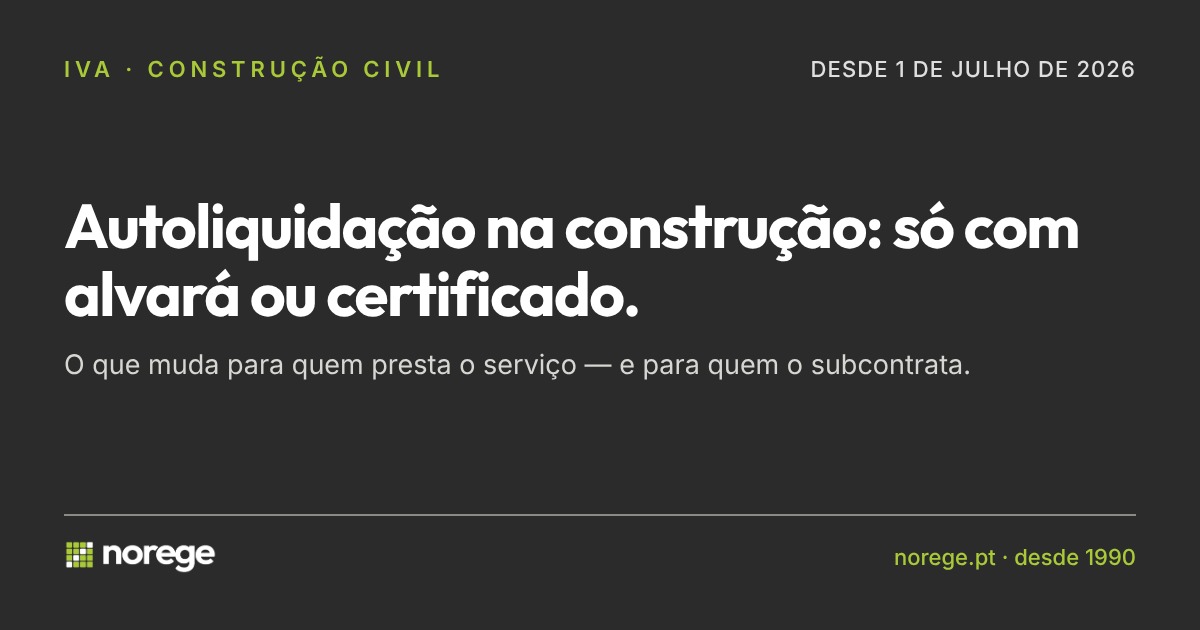 IVA · CONSTRUÇÃO CIVIL
DESDE 1 DE JULHO DE 2026
Autoliquidação na construção: só com
alvará ou certificado.
O que muda para quem presta o serviço — e para quem o subcontrata.
norege
norege.pt · desde 1990